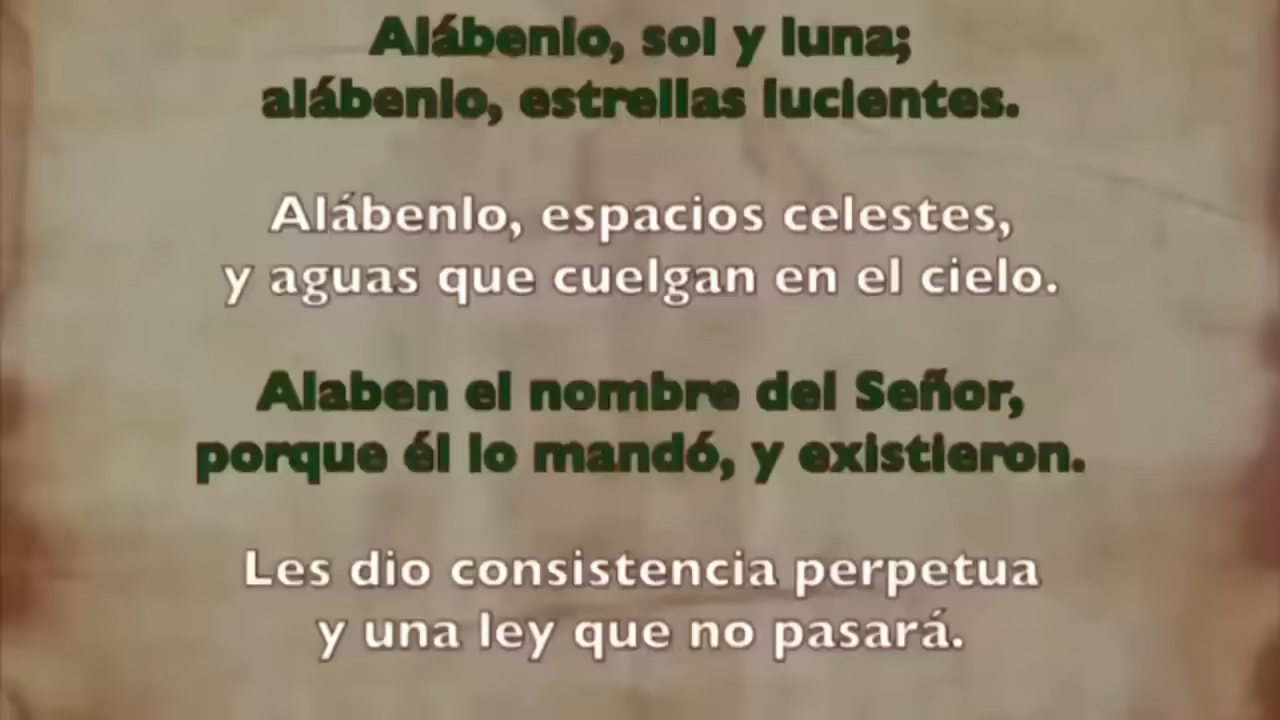 Alábenlo, sol y luna;
alábenlo, estrellas lucientes.
Alábenlo, espacios celestes,
y aguas que cuelgan en el cielo.
Alaben el nombre del Señor,
porque él lo mandó, y existieron.
Les dio consistencia perpetua
y una ley que no pasará.